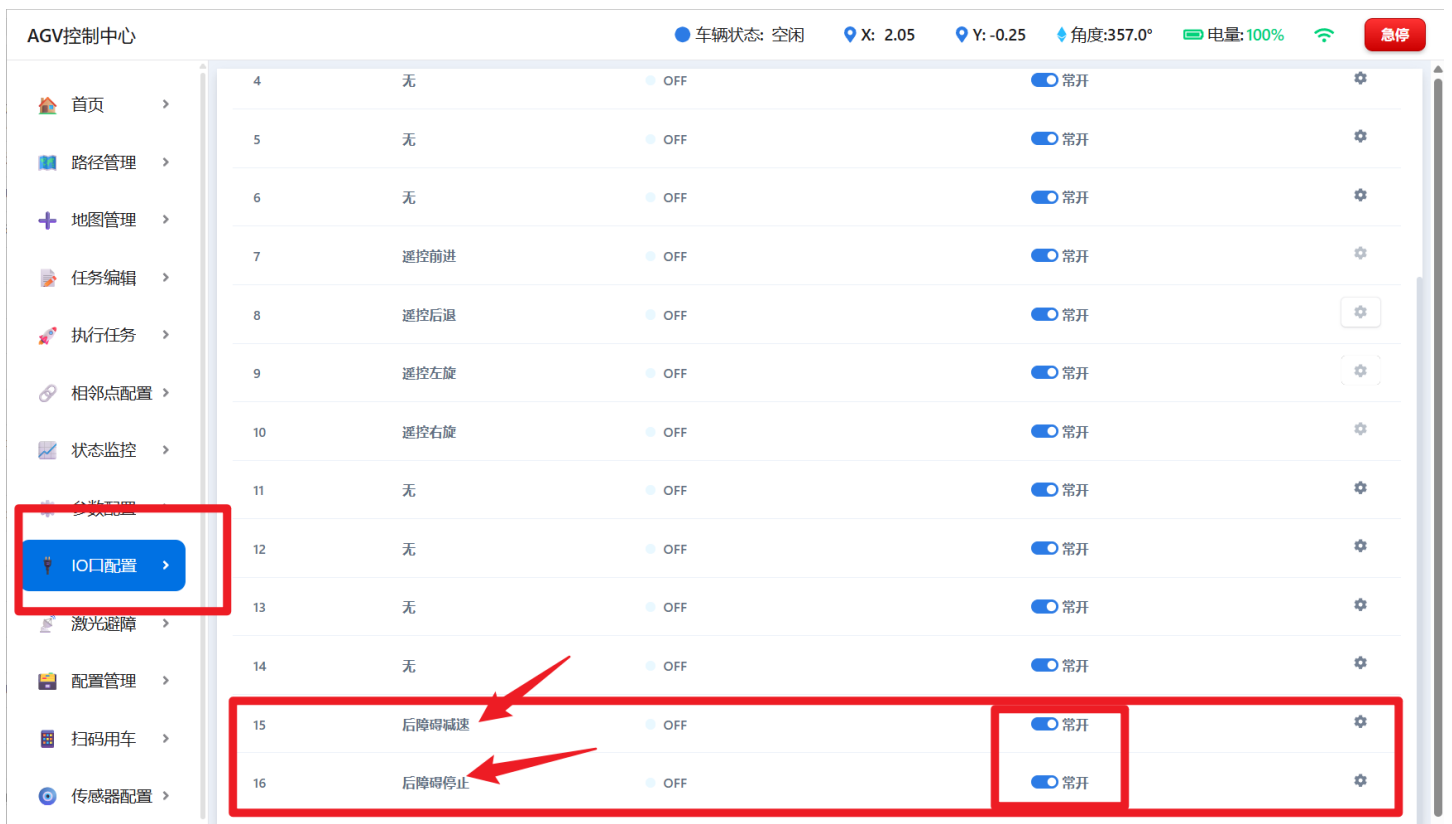 AGV控制中心 车辆状态: 空闲 X: 2.05 Y: -0.25 角度:357.0° 电量:100% 急停
首页
路径管理
地图管理
任务编辑
执行任务
相邻点配置
状态监控
参数配置
IO口配置
激光避障
配置管理
扫码用车
传感器配置
4 无 OFF 常开
5 无 OFF 常开
6 无 OFF 常开
7 遥控前进 OFF 常开
8 遥控后退 OFF 常开
9 遥控左旋 OFF 常开
10 遥控右旋 OFF 常开
11 无 OFF 常开
12 无 OFF 常开
13 无 OFF 常开
14 无 OFF 常开
15 后障碍减速 OFF 常开
16 后障碍停止 OFF 常开